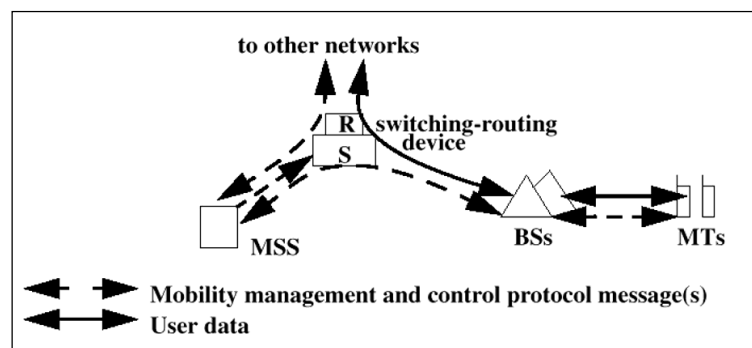 to other networks
R
switching-routing
device
S
MSS
BSs
MTs
Mobility management and control protocol message(s)
User data